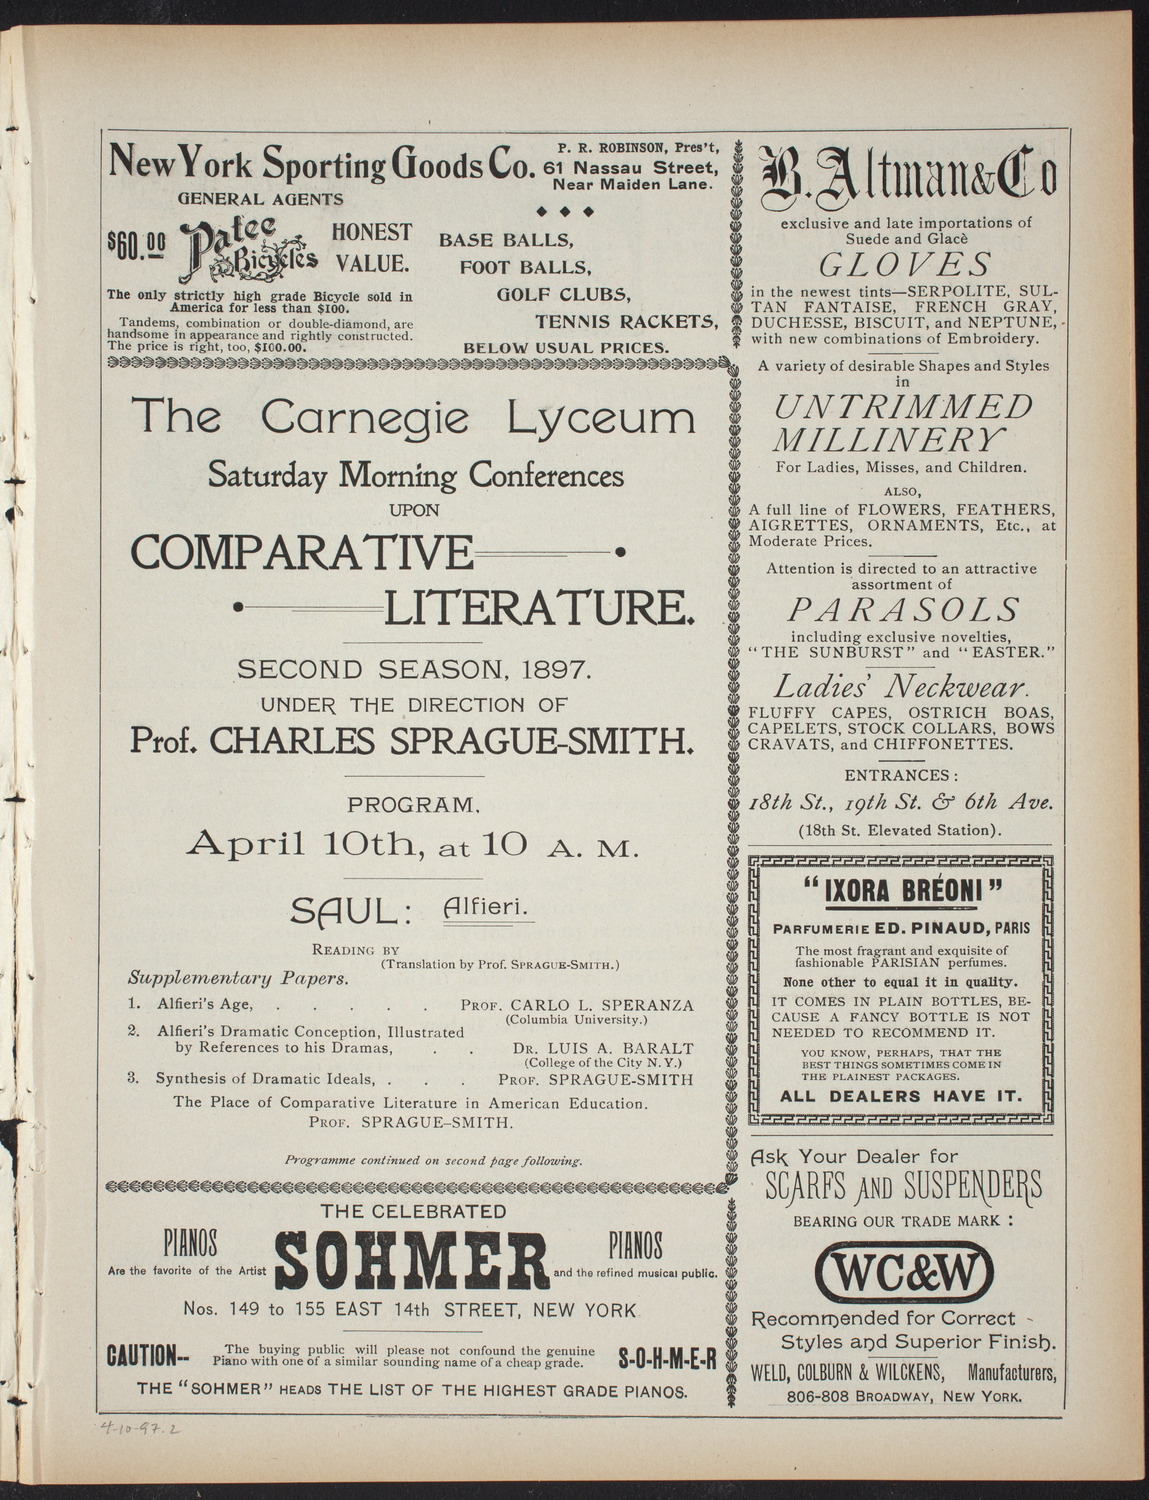 New York Sporting Goods Co.
P. R. ROBINSON, Pres't,
61 Nassau Street,
Near Maiden Lane.
GENERAL AGENTS
$60.00
Patee
Bicycles
HONEST
VALUE.
The only strictly high grade Bicycle sold in
America for less than $100.
Tandems, combination or double-diamond, are
handsome in appearance and rightly constructed.
The price is right, too, $100.00.
BASE BALLS,
FOOT BALLS,
GOLF CLUBS,
TENNIS RACKETS,
BELOW USUAL PRICES.
The Carnegie Lyceum
Saturday Morning Conferences
UPON
COMPARATIVE
LITERATURE.
SECOND SEASON, 1897.
UNDER THE DIRECTION OF
Prof. CHARLES SPRAGUE-SMITH.
PROGRAM.
April 10th, at 10 A. M.
SAUL: Alfieri.
READING BY
(Translation by Prof. SPRAGUE-SMITH.)
Supplementary Papers.
1. Alfieri's Age, . . . . . PROF. CARLO L. SPERANZA
(Columbia University.)
2. Alfieri's Dramatic Conception, Illustrated
by References to his Dramas, . . DR. LUIS A. BARALT
(College of the City N. Y.)
3. Synthesis of Dramatic Ideals, . . . PROF. SPRAGUE-SMITH
The Place of Comparative Literature in American Education.
PROF. SPRAGUE-SMITH.
Programme continued on second page following.
THE CELEBRATED
PIANOS SOHMER PIANOS
Are the favorite of the Artist
and the refined musical public.
Nos. 149 to 155 EAST 14th STREET, NEW YORK
CAUTION--
The buying public will please not confound the genuine
Piano with one of a similar sounding name of a cheap grade.
S-O-H-M-E-R
THE "SOHMER" HEADS THE LIST OF THE HIGHEST GRADE PIANOS.
B. Altman & Co
exclusive and late importations of
Suede and Glacè
GLOVES
in the newest tints—SERPOLITE, SUL-
TAN FANTAISE, FRENCH GRAY,
DUCHESSE, BISCUIT, and NEPTUNE,
with new combinations of Embroidery.
A variety of desirable Shapes and Styles
in
UNTRIMMED
MILLINERY
For Ladies, Misses, and Children.
ALSO,
A full line of FLOWERS, FEATHERS,
AIGRETTES, ORNAMENTS, Etc., at
Moderate Prices.
Attention is directed to an attractive
assortment of
PARASOLS
including exclusive novelties,
"THE SUNBURST" and "EASTER."
Ladies' Neckwear.
FLUFFY CAPES, OSTRICH BOAS,
CAPELETS, STOCK COLLARS, BOWS
CRAVATS, and CHIFFONETTES.
ENTRANCES:
18th St., 19th St. & 6th Ave.
(18th St. Elevated Station).
"IXORA BRÉONI"
PARFUMERIE ED. PINAUD, PARIS
The most fragrant and exquisite of
fashionable PARISIAN perfumes.
None other to equal it in quality.
IT COMES IN PLAIN BOTTLES, BE-
CAUSE A FANCY BOTTLE IS NOT
NEEDED TO RECOMMEND IT.
YOU KNOW, PERHAPS, THAT THE
BEST THINGS SOMETIMES COME IN
THE PLAINEST PACKAGES.
ALL DEALERS HAVE IT.
Ask Your Dealer for
SCARFS AND SUSPENDERS
BEARING OUR TRADE MARK:
WC&W
Recommended for Correct
Styles and Superior Finish.
WELD, COLBURN & WILCKENS, Manufacturers,
806-808 BROADWAY, NEW YORK.
4-10-97.2